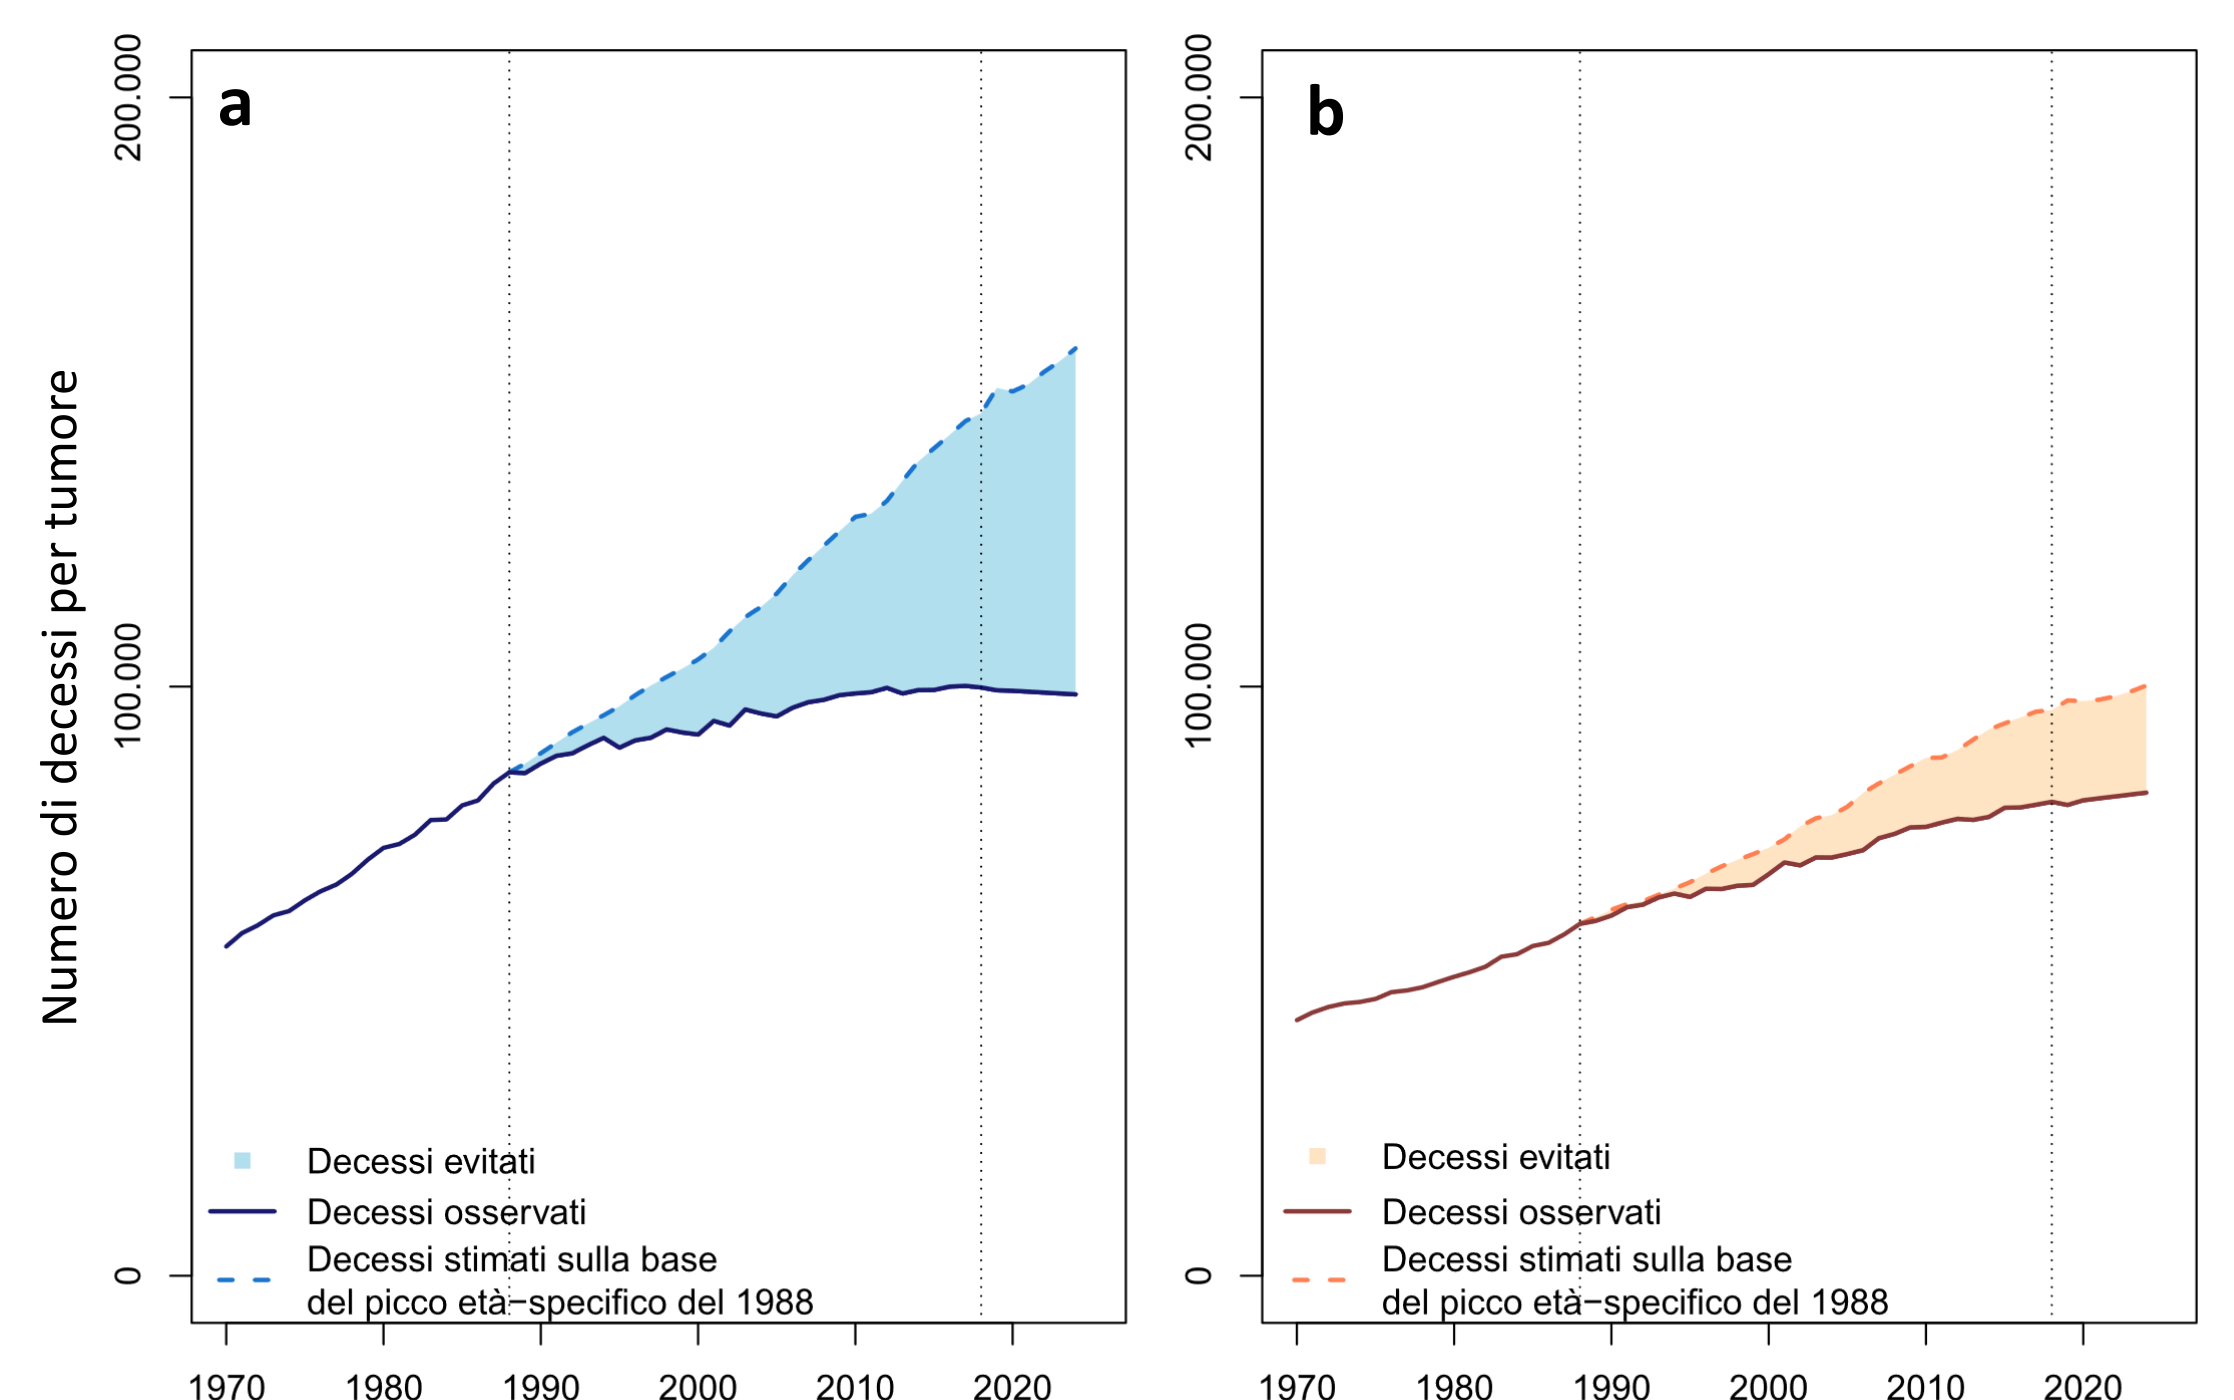 a
Numero di decessi per tumore
200.000
100.000
0
Decessi evitati
Decessi osservati
Decessi stimati sulla base
del picco età−specifico del 1988
1970 1980 1990 2000 2010 2020
b
200.000
100.000
0
Decessi evitati
Decessi osservati
Decessi stimati sulla base
del picco età−specifico del 1988
1970 1980 1990 2000 2010 2020